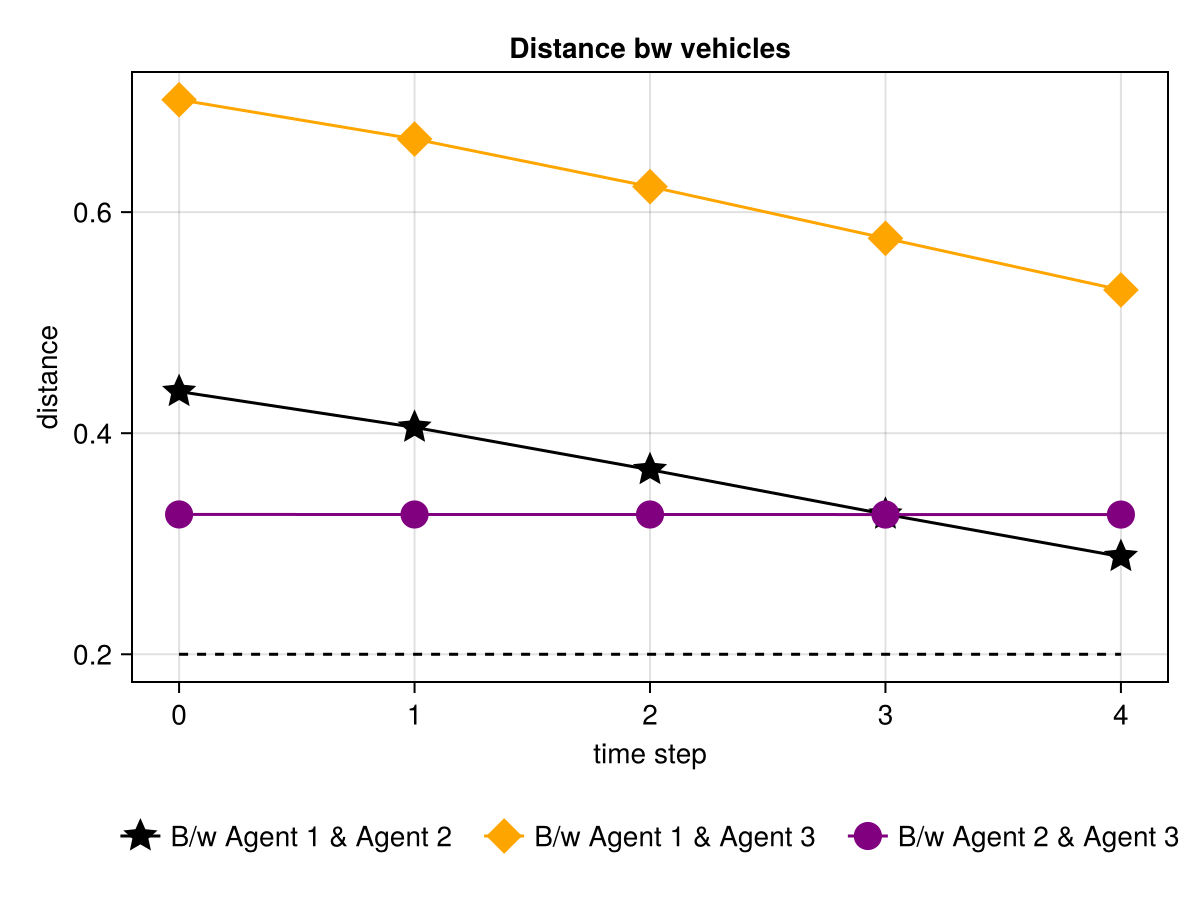 Distance bw vehicles
distance
0.6
0.4
0.2
0 1 2 3 4
time step
B/w Agent 1 & Agent 2 B/w Agent 1 & Agent 3 B/w Agent 2 & Agent 3